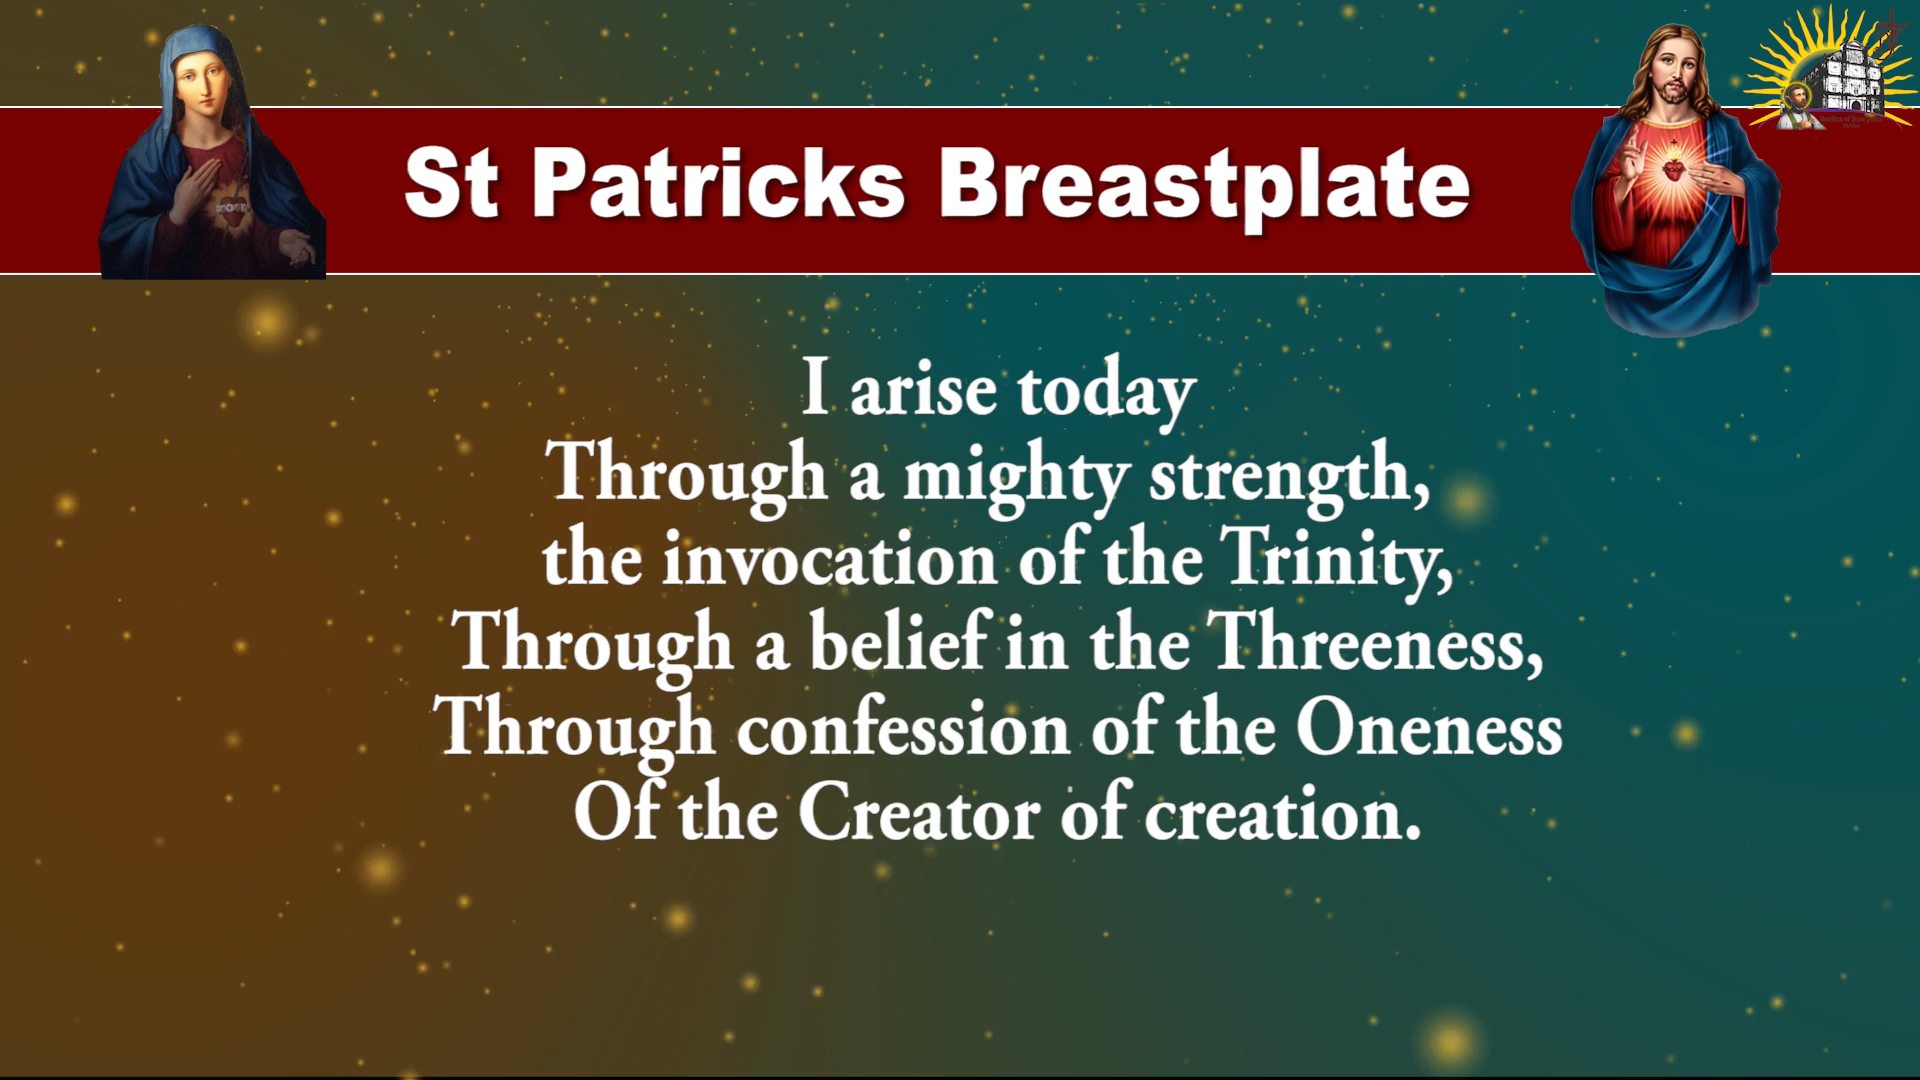 St Patricks Breastplate
I arise today
Through a mighty strength,
the invocation of the Trinity,
Through a belief in the Threeness,
Through confession of the Oneness
Of the Creator of creation.